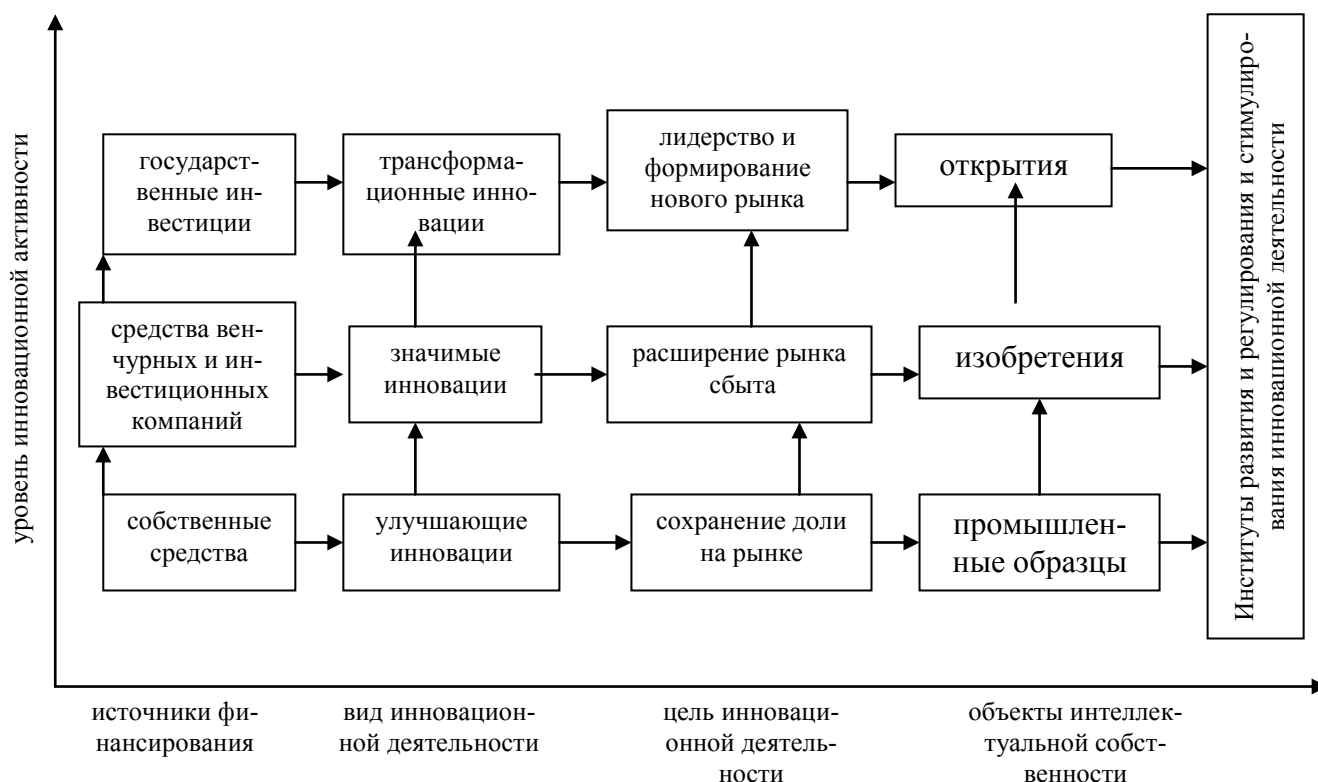 уровень инновационной активности
государст-
венные ин-
вестиции
трансформа-
ционные инно-
вации
лидерство и
формирование
нового рынка
открытия
средства вен-
чурных и ин-
вестиционных
компаний
значимые
инновации
расширение рынка
сбыта
изобретения
собственные
средства
улучшающие
инновации
сохранение доли
на рынке
промышлен-
ные образцы
Институты развития и регулирования и стимулиро-
вания инновационной деятельности
источники фи-
нансирования
вид инновацион-
ной деятельности
цель инноваци-
онной деятель-
ности
объекты интеллек-
туальной собст-
венности